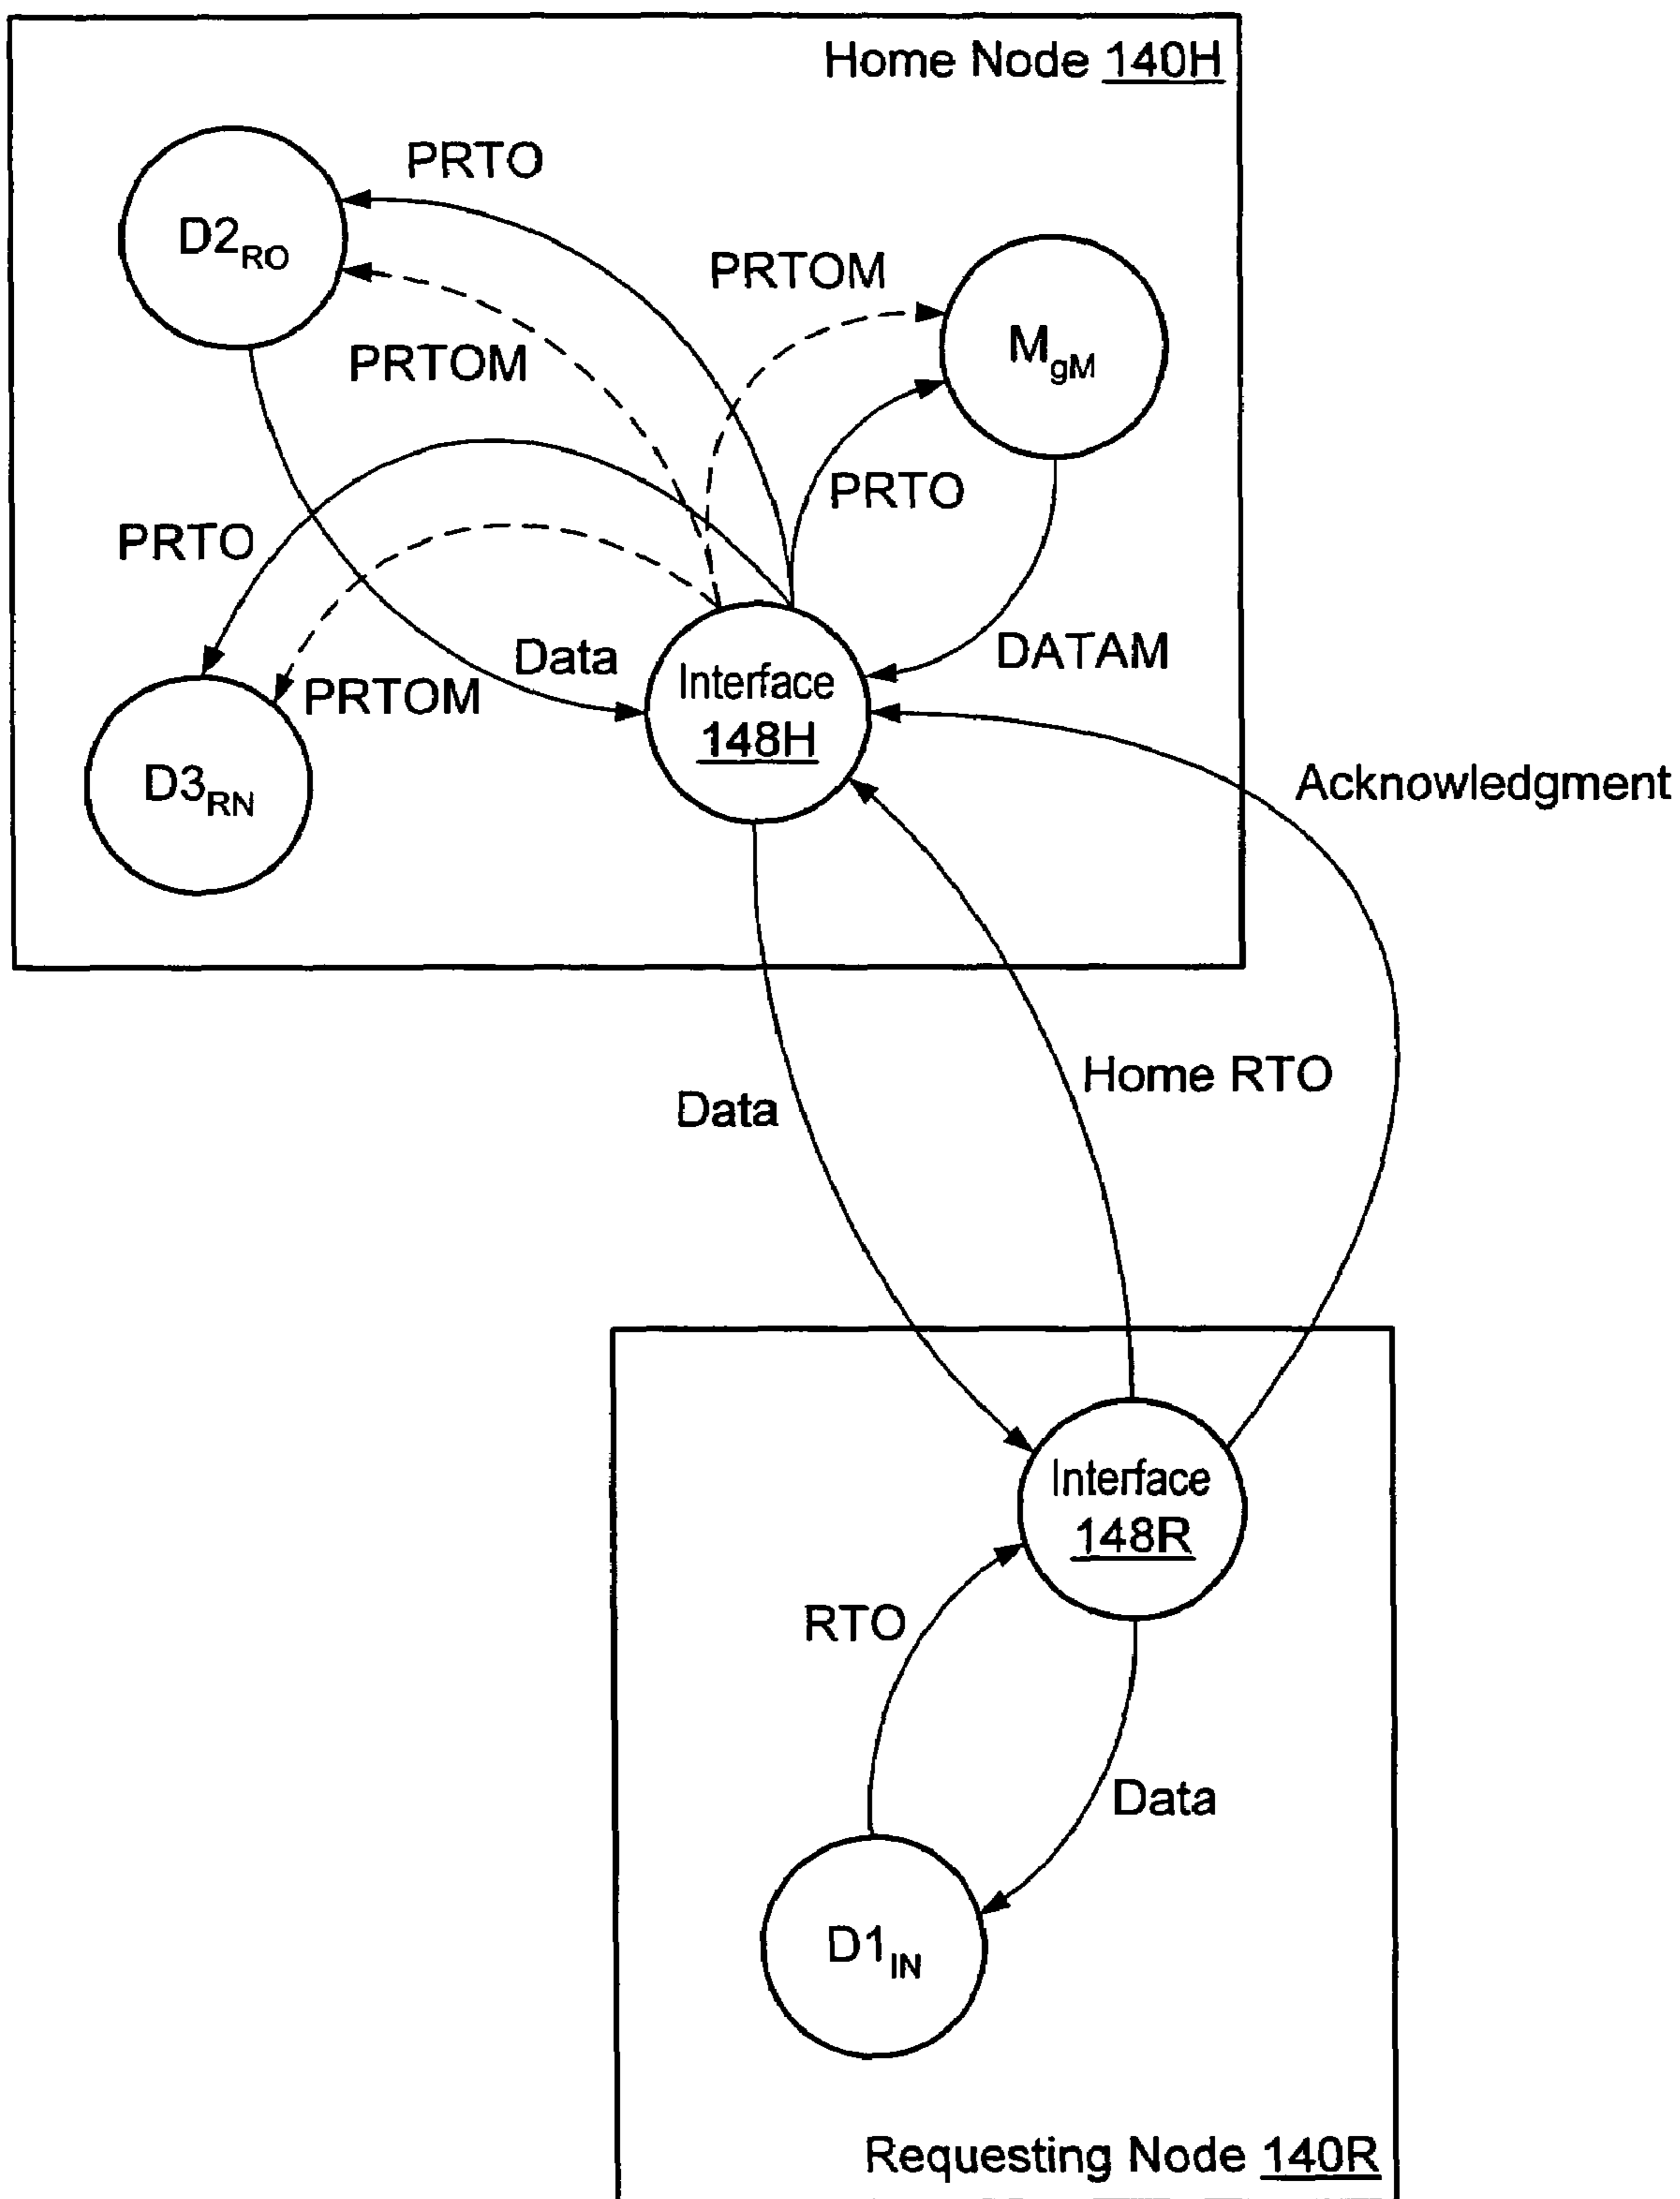 Home Node 140H
PRTO
D2RO
PRTOM
MgM
PRTOM
PRTO
PRTO
Data
DATAM
Interface
148H
PRTOM
D3RN
Acknowledgment
Home RTO
Data
Interface
148R
RTO
Data
D1IN
Requesting Node 140R